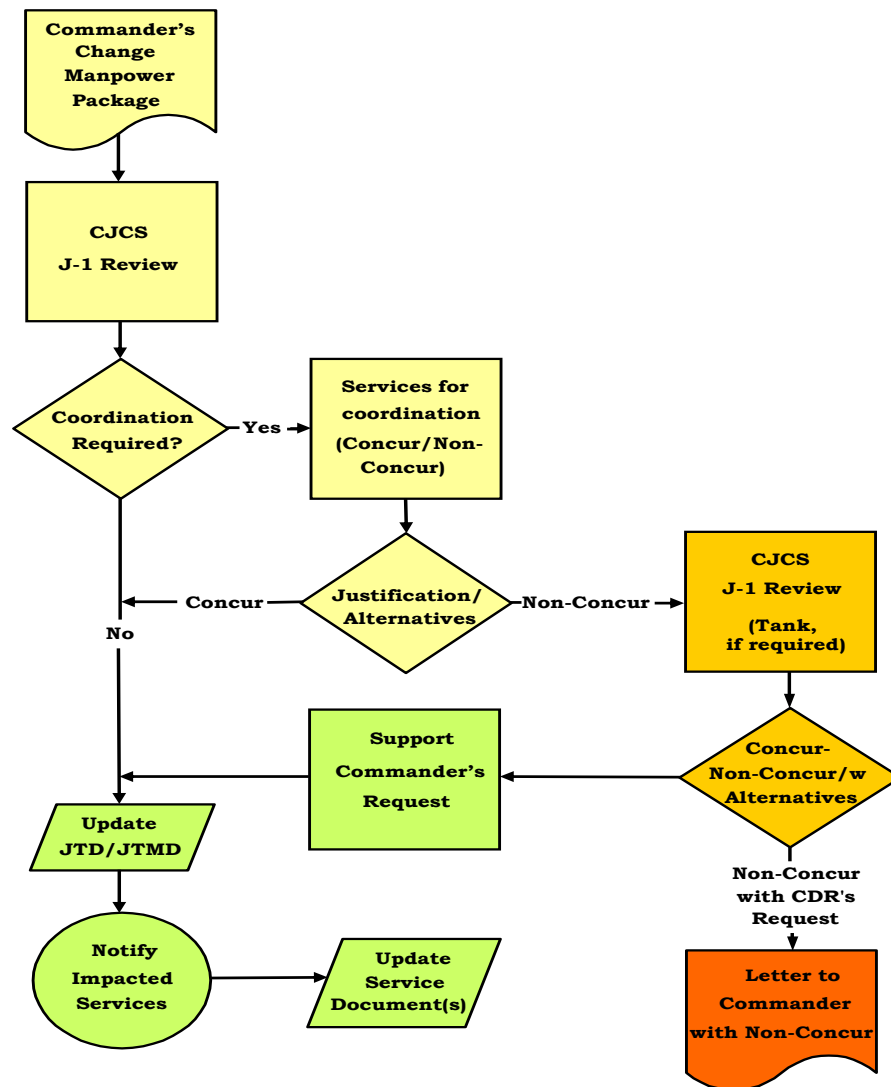 Commander's
Change
Manpower
Package
CJCS
J-1 Review
Coordination
Required?
Yes
Services for
coordination
(Concur/Non-
Concur)
Justification/
Alternatives
Concur
Non-Concur
No
CJCS
J-1 Review
(Tank,
if required)
Concur-
Non-Concur/w
Alternatives
Support
Commander's
Request
Update
JTD/JTMD
Non-Concur
with CDR's
Request
Notify
Impacted
Services
Update
Service
Document(s)
Letter to
Commander
with Non-Concur